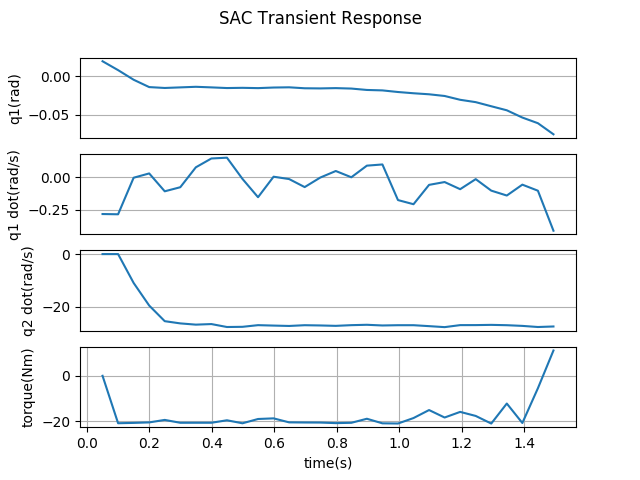 SAC Transient Response
q1(rad)
0.00
−0.05
q1 dot(rad/s)
0.00
−0.25
q2 dot(rad/s)
0
−20
torque(Nm)
0
−20
0.0 0.2 0.4 0.6 0.8 1.0 1.2 1.4
time(s)